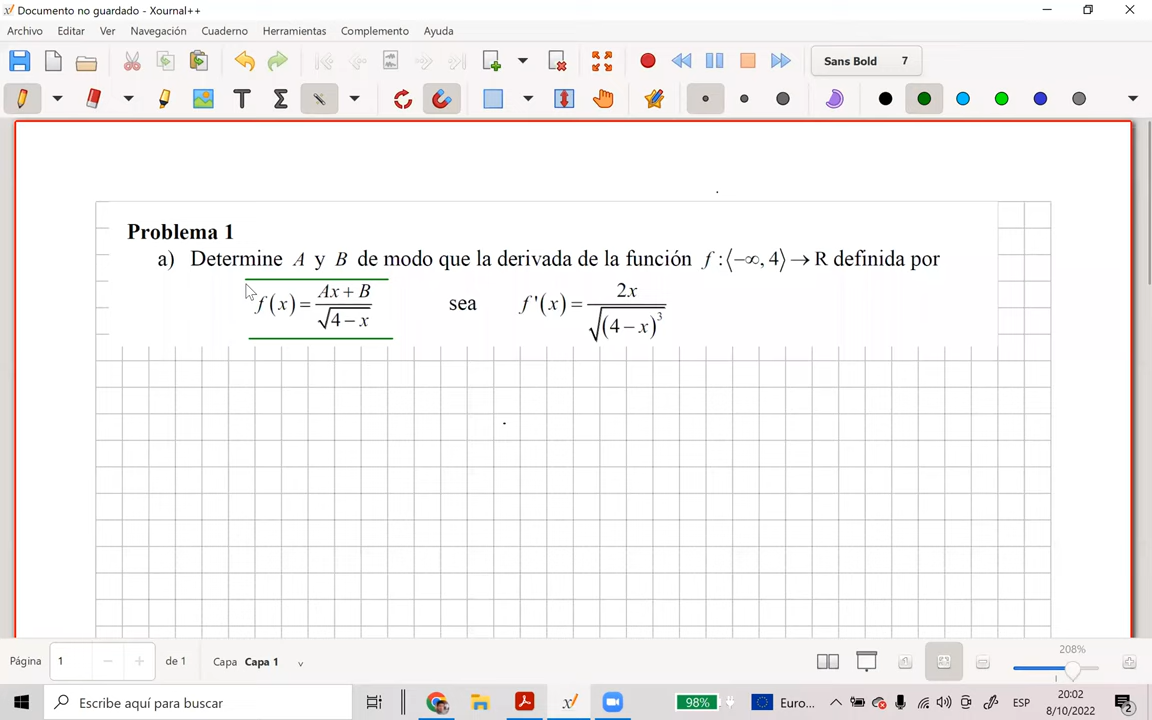 Documento no guardado - Xournal++
Archivo Editar Ver Navegación Cuaderno Herramientas Complemento Ayuda
Sans Bold 7
Problema 1
a) Determine A y B de modo que la derivada de la función f :⟨−∞, 4⟩ → R definida por
f(x) = (Ax + B)/√(4 − x) sea f'(x) = 2x/√((4 − x)³)
Página 1 de 1 Capa Capa 1 208%
Escribe aquí para buscar 98% Euro... ESP 20:02
8/10/2022 2